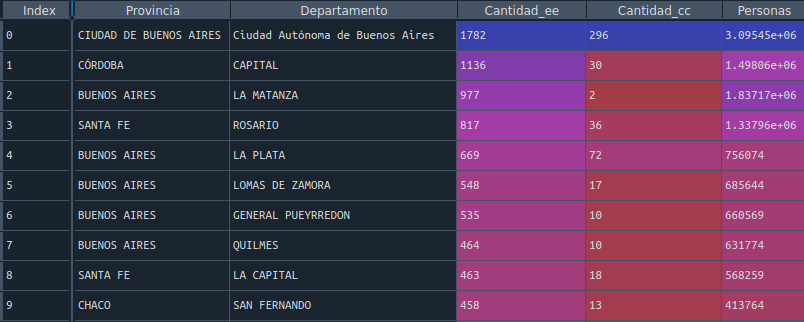 Index Provincia Departamento Cantidad_ee Cantidad_cc Personas
0 CIUDAD DE BUENOS AIRES Ciudad Autónoma de Buenos Aires 1782 296 3.09545e+06
1 CÓRDOBA CAPITAL 1136 30 1.49806e+06
2 BUENOS AIRES LA MATANZA 977 2 1.83717e+06
3 SANTA FE ROSARIO 817 36 1.33796e+06
4 BUENOS AIRES LA PLATA 669 72 756074
5 BUENOS AIRES LOMAS DE ZAMORA 548 17 685644
6 BUENOS AIRES GENERAL PUEYRREDON 535 10 660569
7 BUENOS AIRES QUILMES 464 10 631774
8 SANTA FE LA CAPITAL 463 18 568259
9 CHACO SAN FERNANDO 458 13 413764